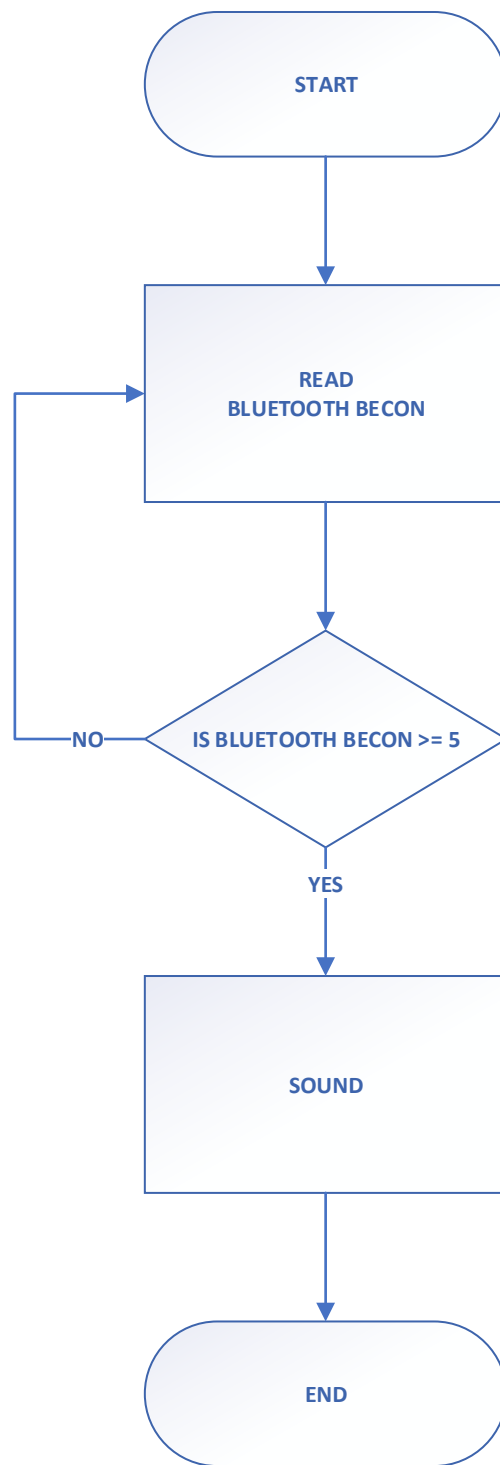 START
READ
BLUETOOTH BECON
IS BLUETOOTH BECON >= 5
NO
YES
SOUND
END